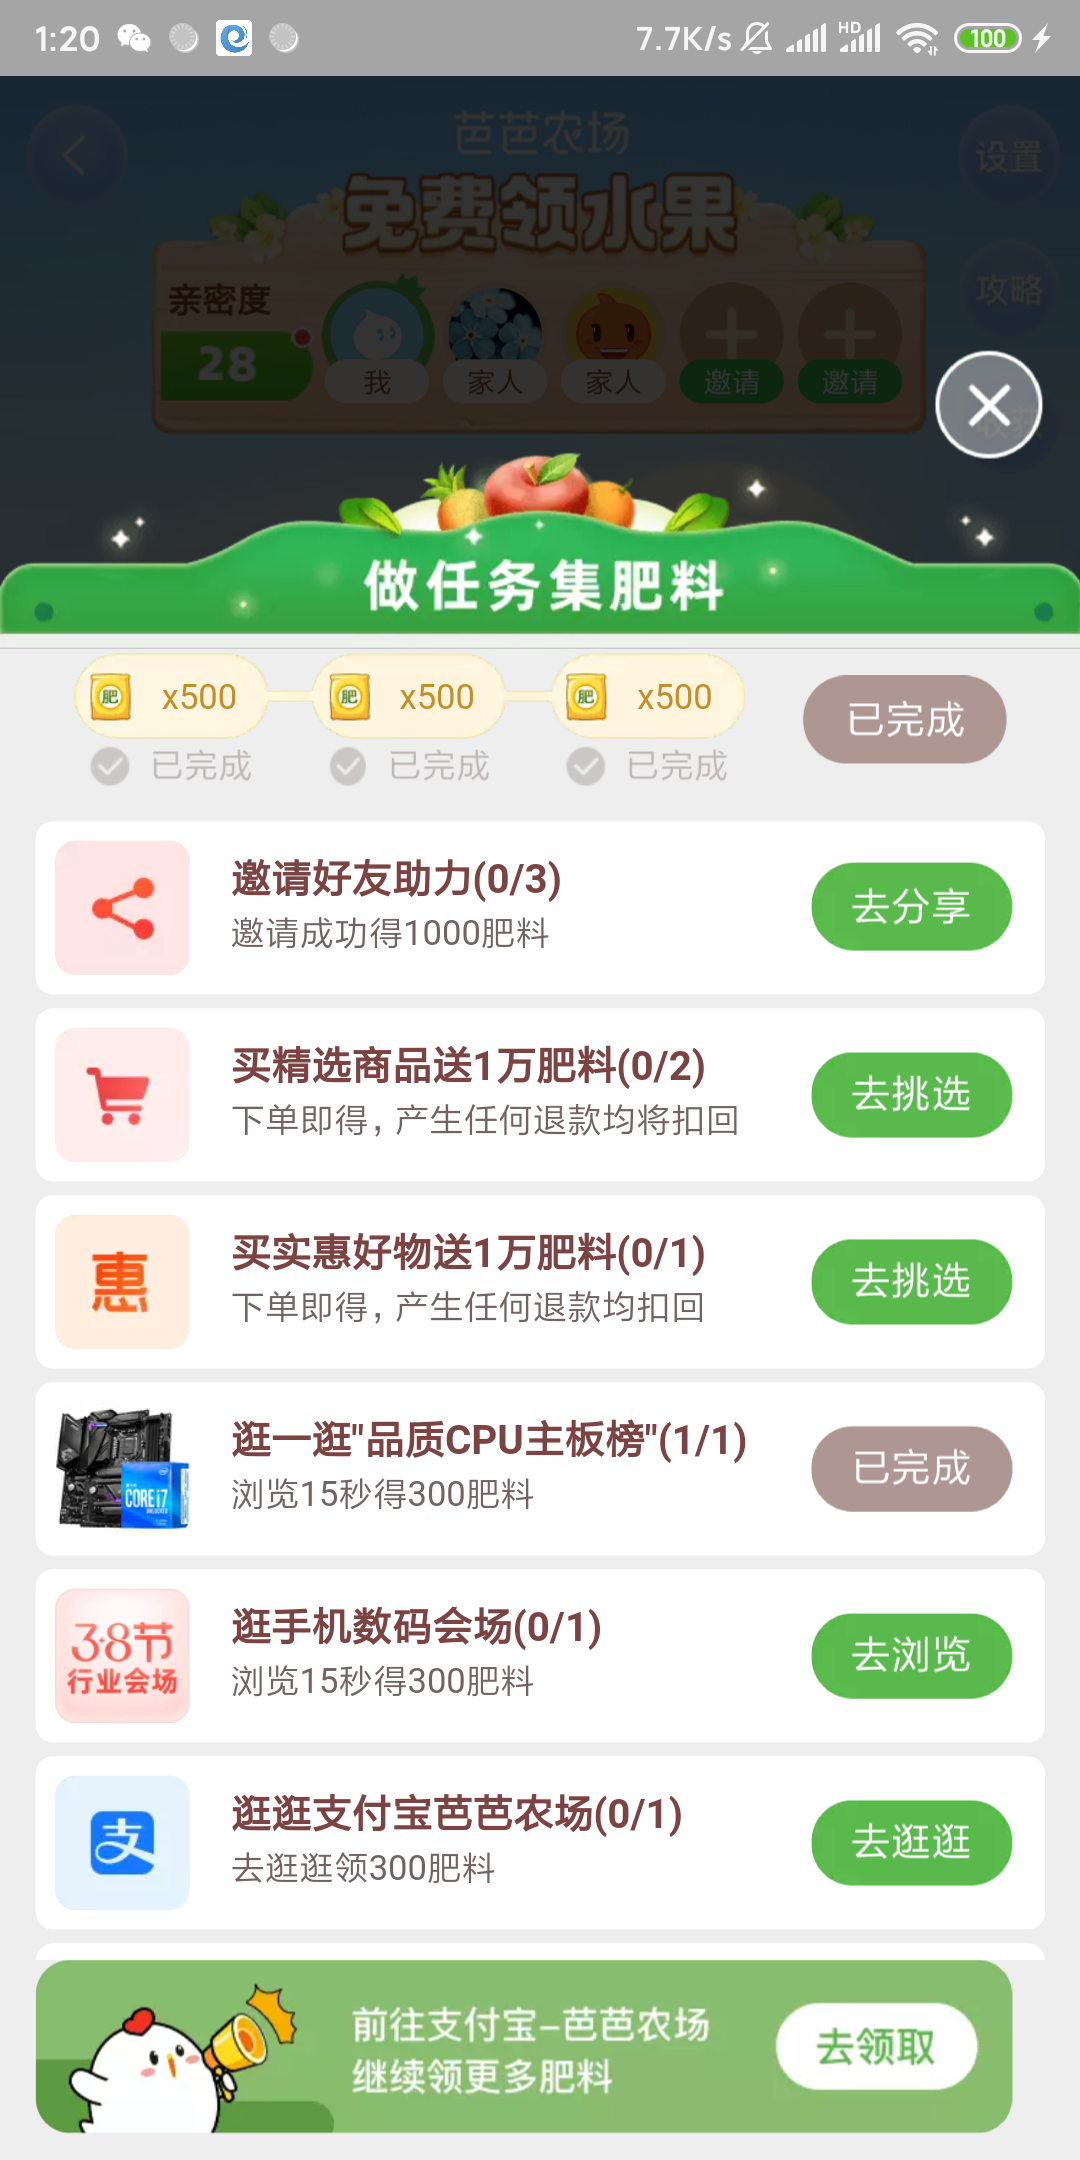 1:20
7.7K/s
HD
100
芭芭农场
设置
免费领水果
攻略
亲密度
28
我
家人
家人
邀请
邀请
做任务集肥料
肥 x500
肥 x500
肥 x500
已完成
已完成
已完成
已完成
邀请好友助力(0/3)
邀请成功得1000肥料
去分享
买精选商品送1万肥料(0/2)
下单即得，产生任何退款均将扣回
去挑选
惠
买实惠好物送1万肥料(0/1)
下单即得，产生任何退款均扣回
去挑选
CORE i7
逛一逛"品质CPU主板榜"(1/1)
浏览15秒得300肥料
已完成
3·8节
行业会场
逛手机数码会场(0/1)
浏览15秒得300肥料
去浏览
支
逛逛支付宝芭芭农场(0/1)
去逛逛领300肥料
去逛逛
前往支付宝–芭芭农场
继续领更多肥料
去领取